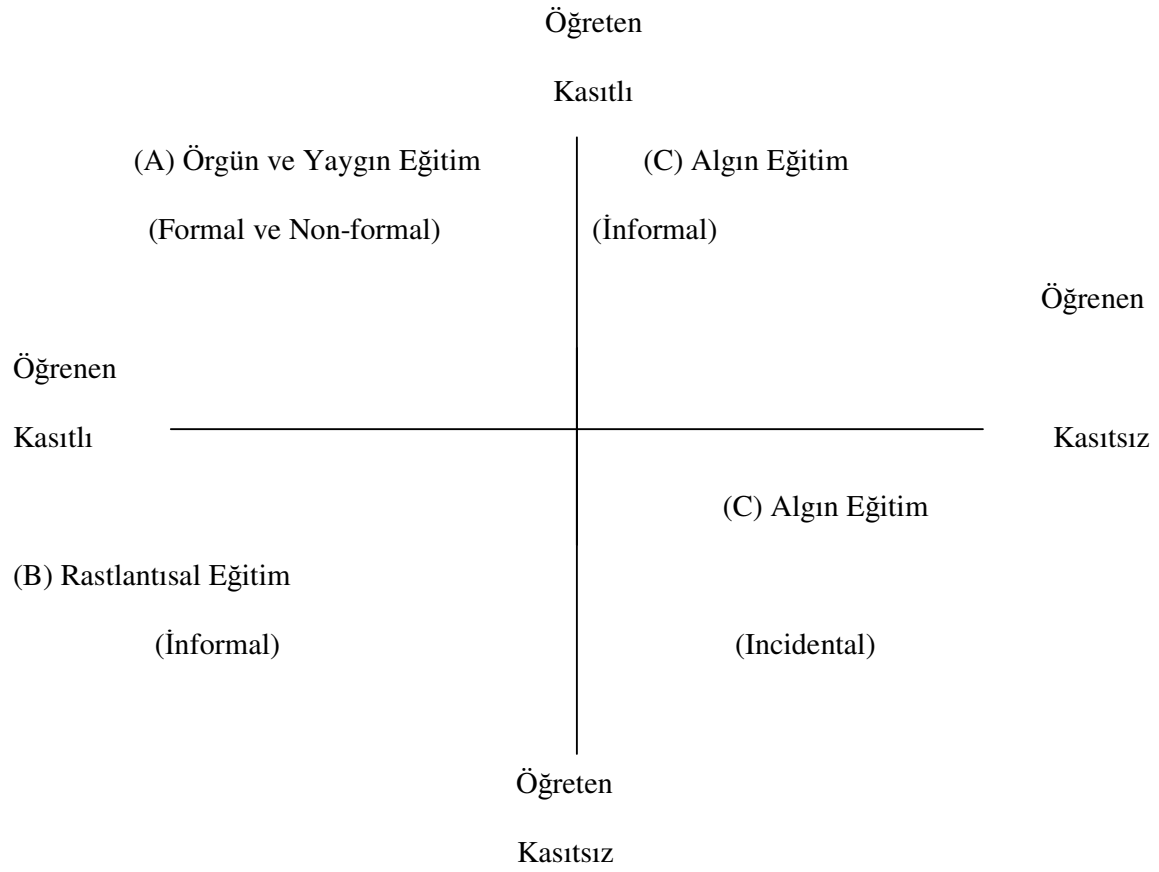 Öğreten
Kasıtlı
(A) Örgün ve Yaygın Eğitim
(C) Algın Eğitim
(Formal ve Non-formal)
(İnformal)
Öğrenen
Öğrenen
Kasıtlı
Kasıtsız
(C) Algın Eğitim
(B) Rastlantısal Eğitim
(İnformal)
(Incidental)
Öğreten
Kasıtsız